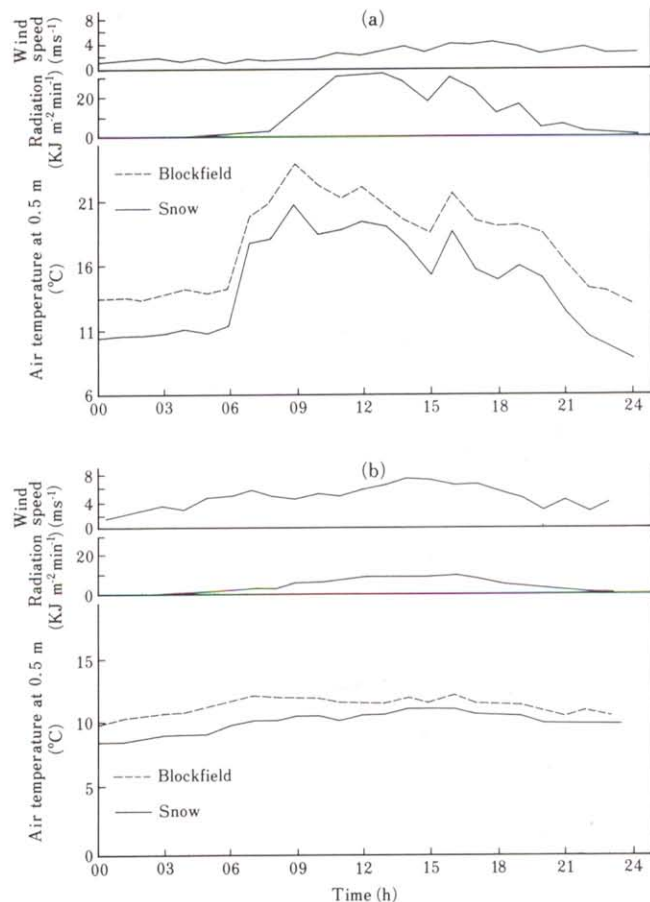 (a)
Wind
speed
(ms⁻¹)
8
4
0
Radiation
(KJ m⁻² min⁻¹)
20
0
Air temperature at 0.5 m
(°C)
21
16
11
6
Blockfield
Snow
00 03 06 09 12 15 18 21 24
(b)
Wind
speed
(ms⁻¹)
8
4
0
Radiation
(KJ m⁻² min⁻¹)
20
0
Air temperature at 0.5 m
(°C)
15
10
5
0
Blockfield
Snow
00 03 06 09 12 15 18 21 24
Time (h)